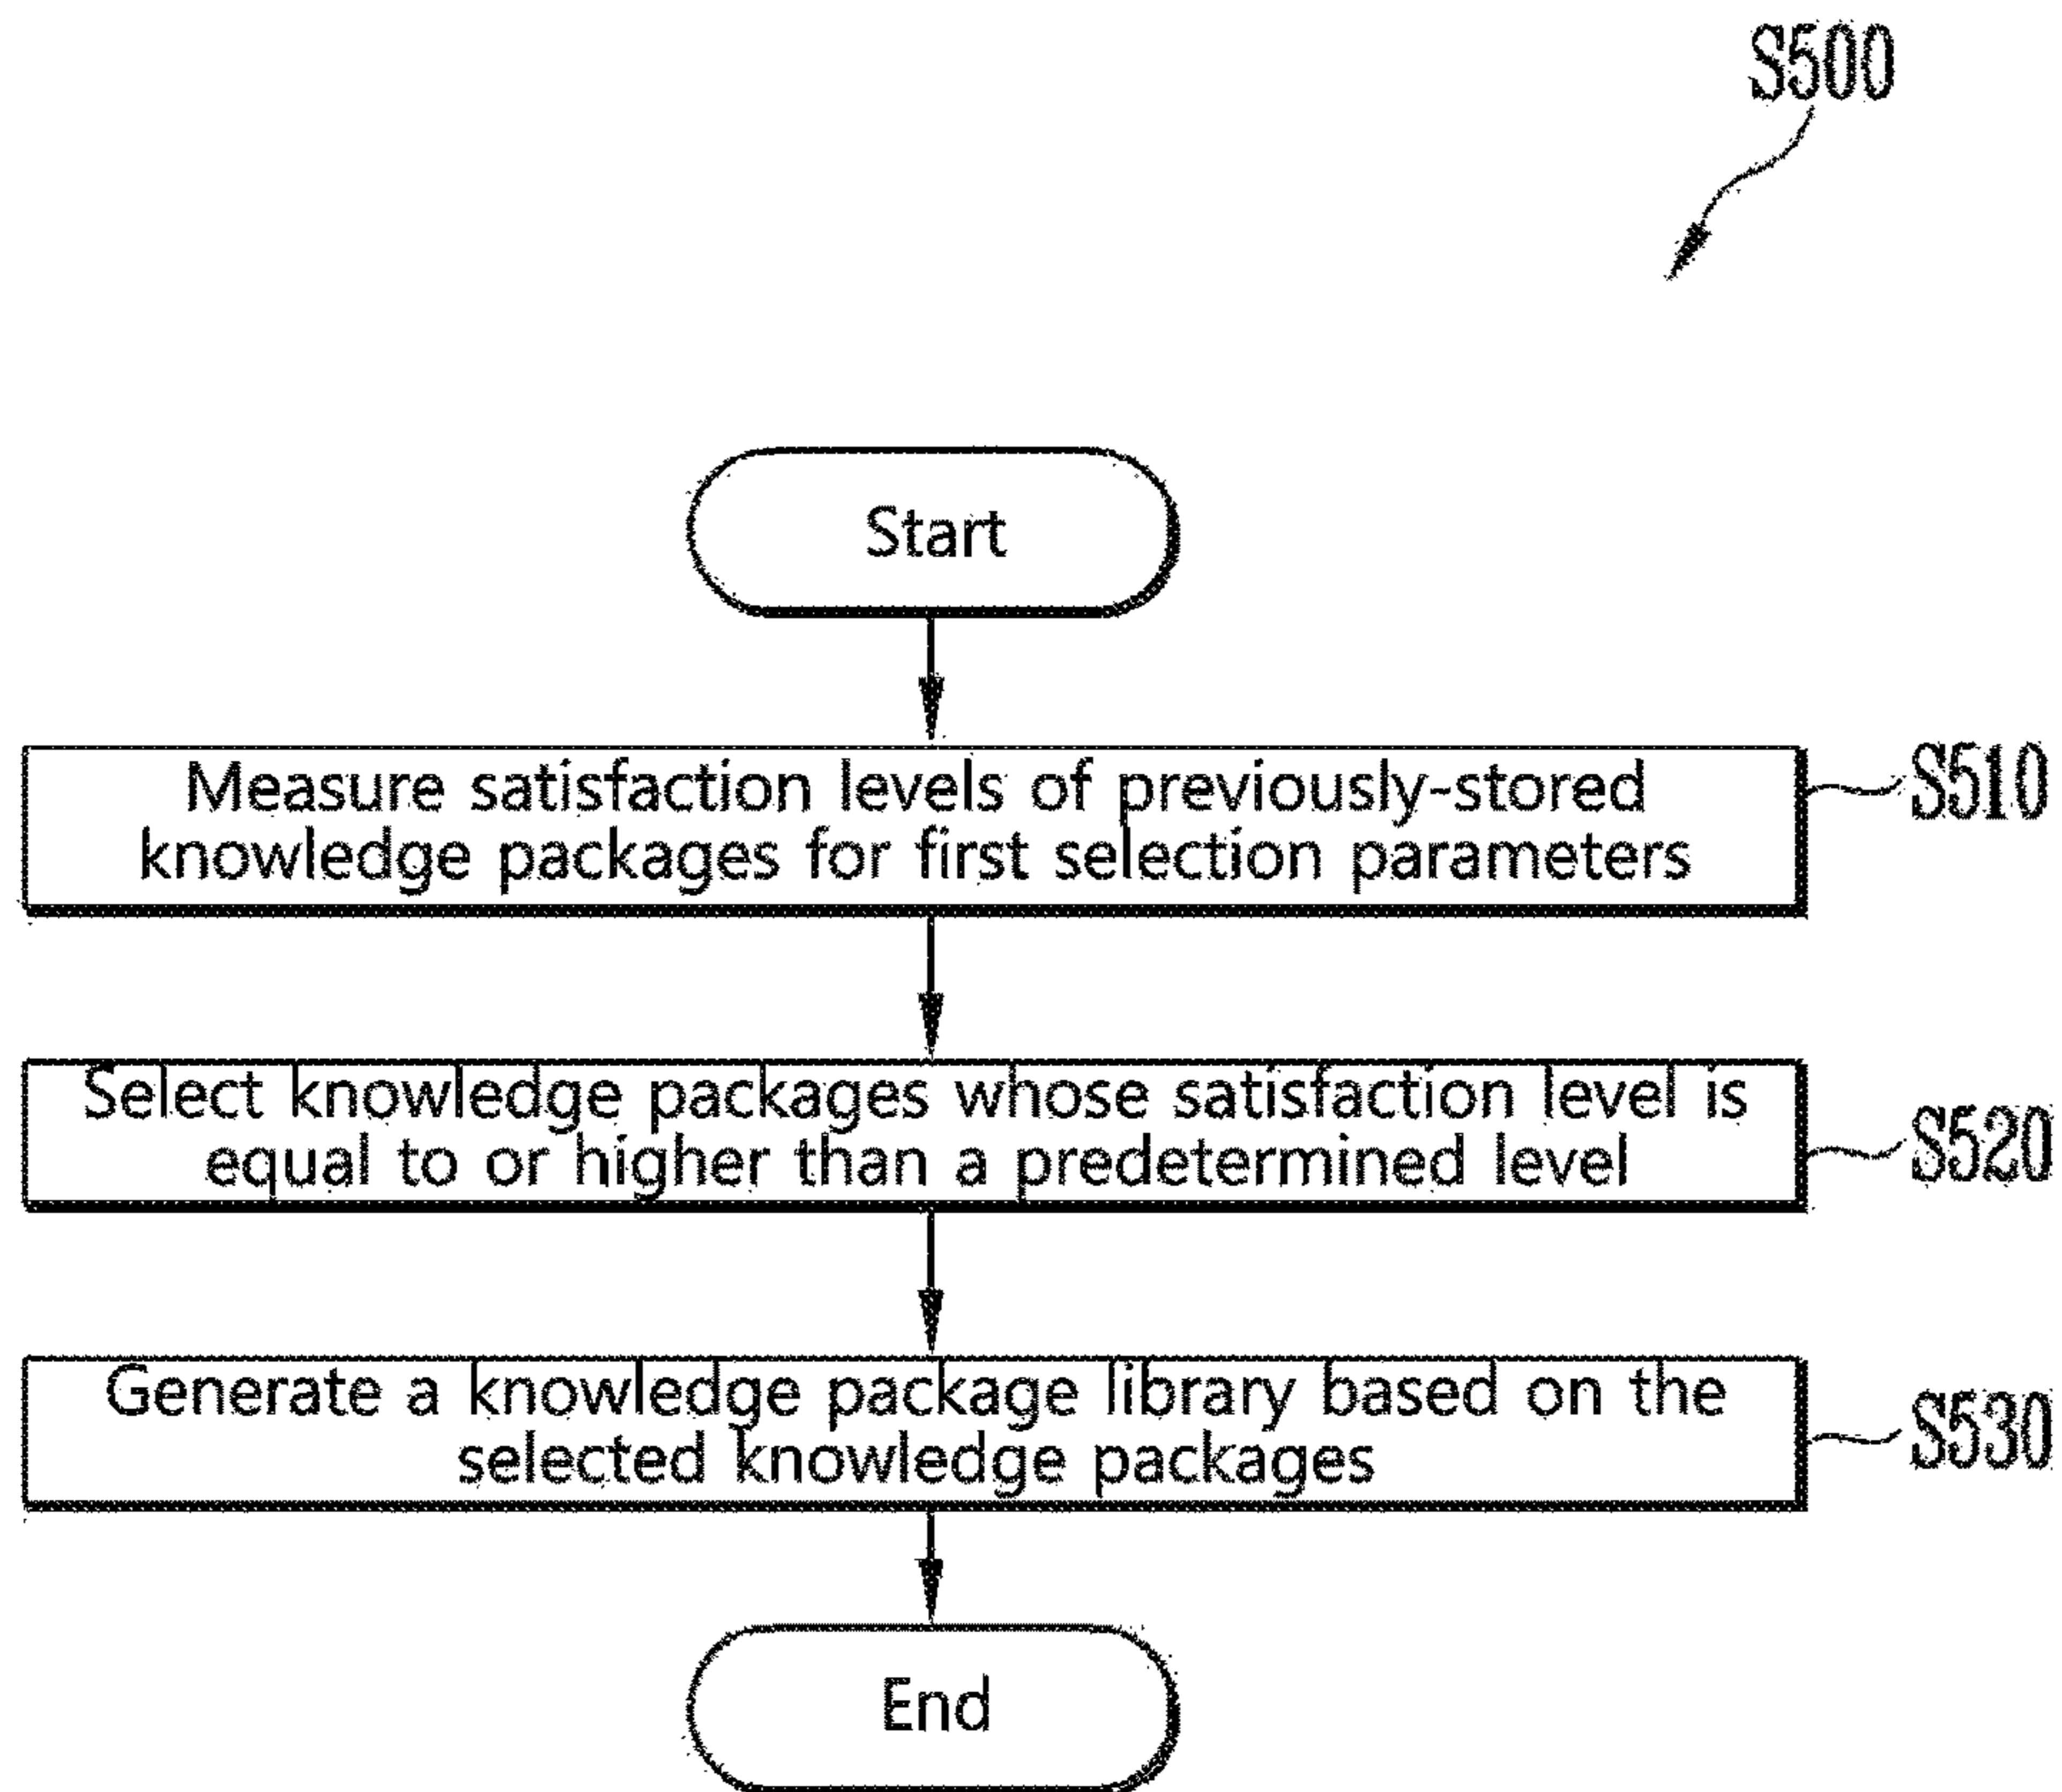 S500
Start
Measure satisfaction levels of previously-stored
knowledge packages for first selection parameters
S510
Select knowledge packages whose satisfaction level is
equal to or higher than a predetermined level
S520
Generate a knowledge package library based on the
selected knowledge packages
S530
End